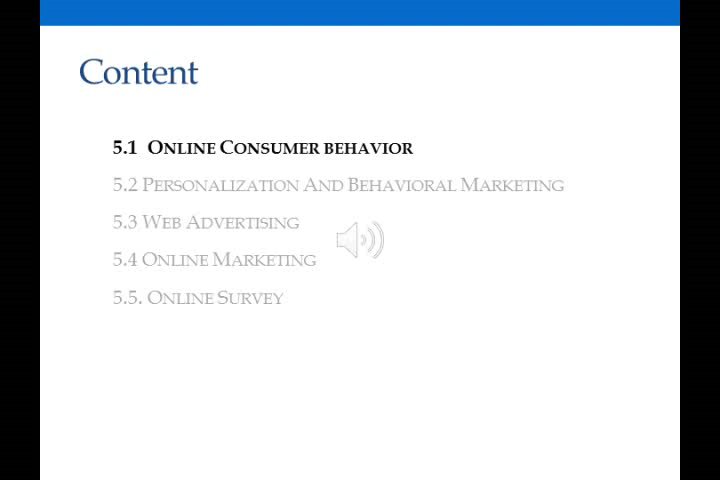 Content
5.1 ONLINE CONSUMER BEHAVIOR
5.2 PERSONALIZATION AND BEHAVIORAL MARKETING
5.3 WEB ADVERTISING
5.4 ONLINE MARKETING
5.5. ONLINE SURVEY